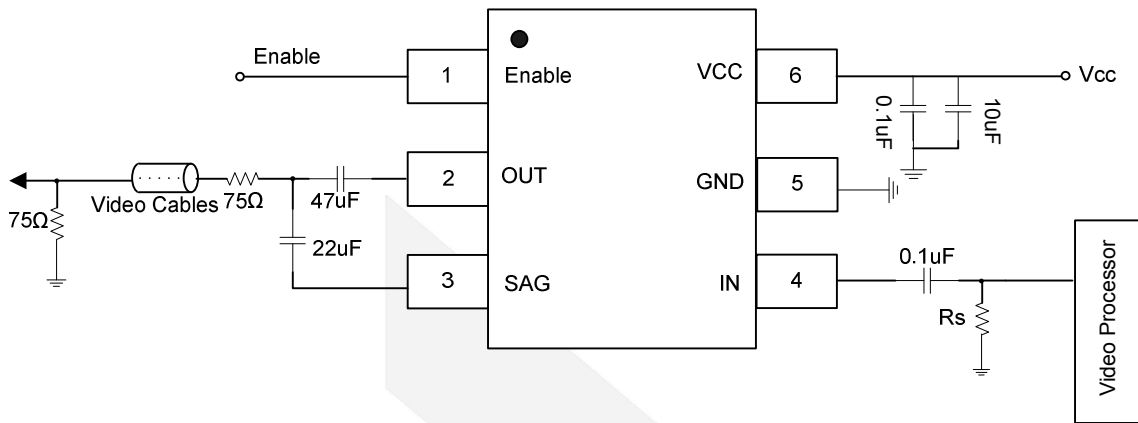 Enable
1
Enable
VCC
6
Vcc
0.1uF
10uF
2
OUT
GND
5
Video Cables
75Ω
47uF
75Ω
22uF
3
SAG
IN
4
0.1uF
Rs
Video Processor